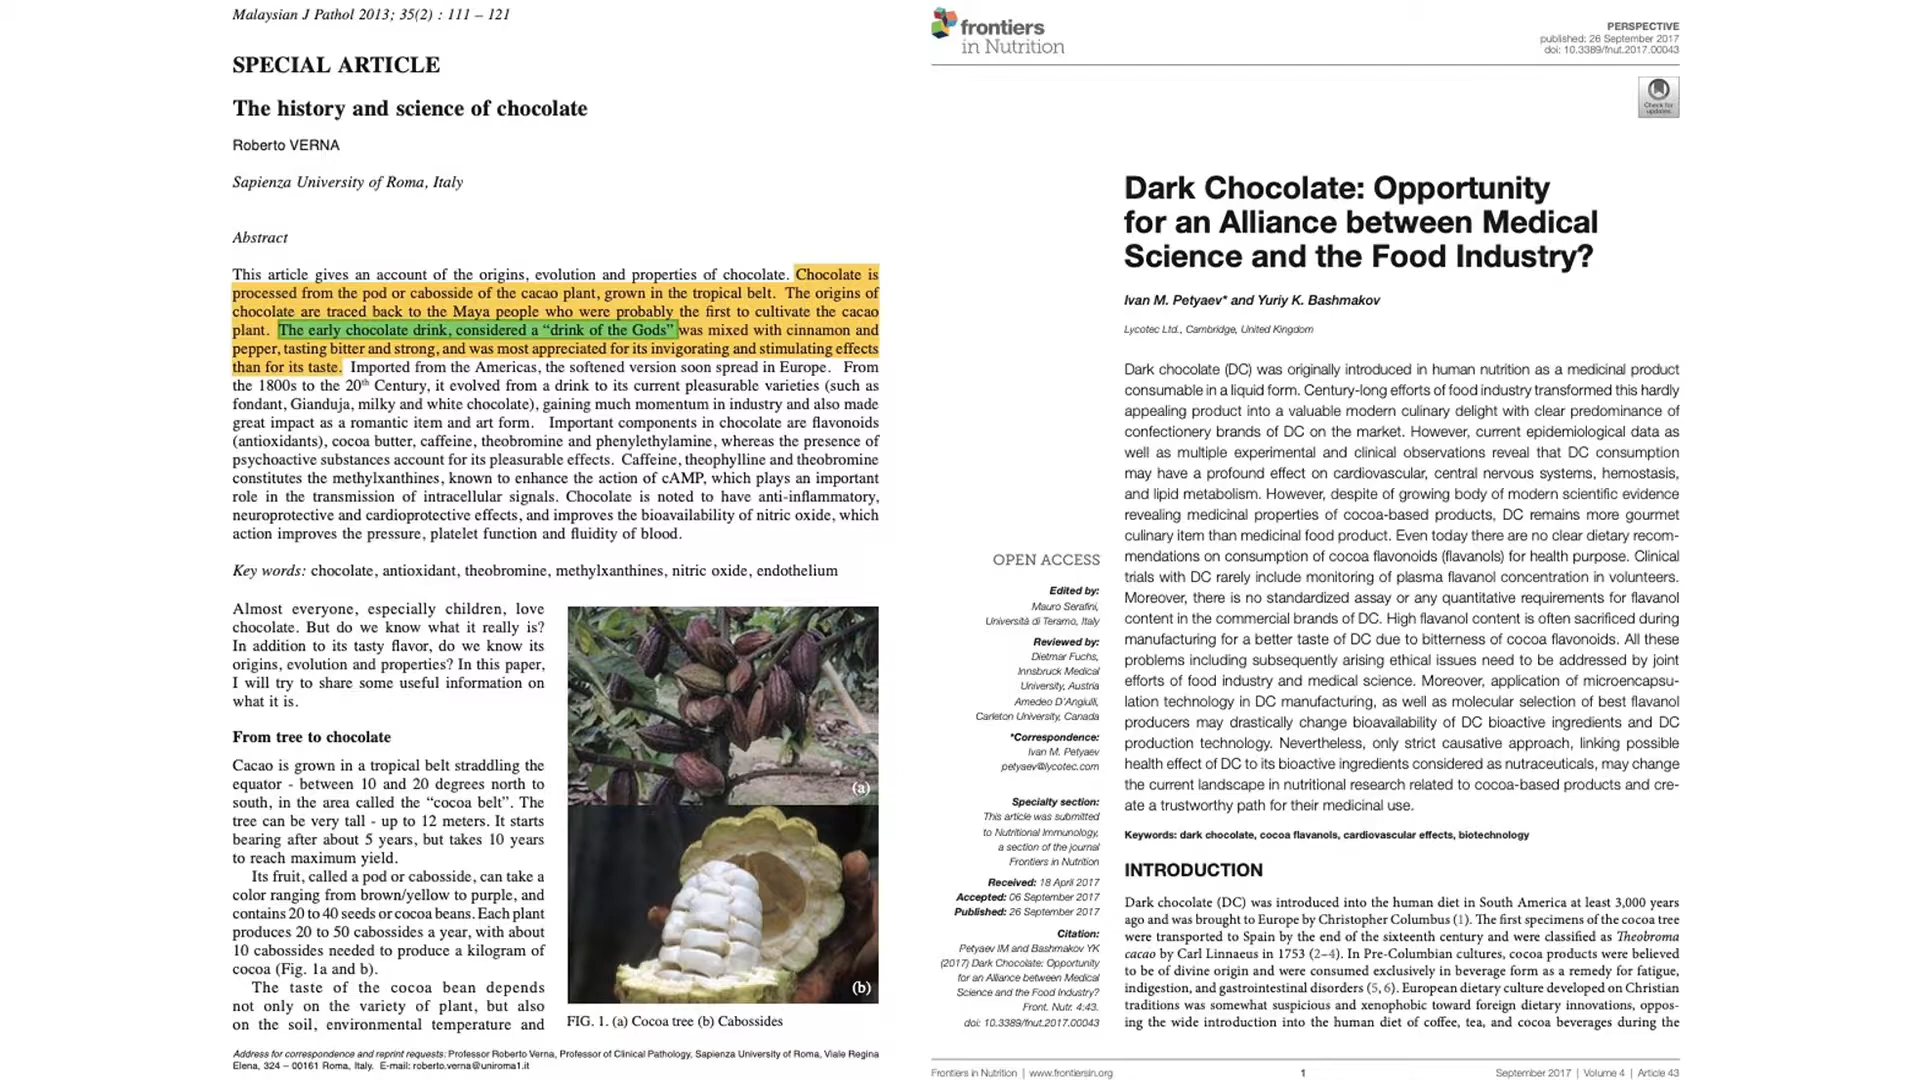 Malaysian J Pathol 2013; 35(2) : 111 – 121
SPECIAL ARTICLE
The history and science of chocolate
Roberto VERNA
Sapienza University of Roma, Italy
Abstract
This article gives an account of the origins, evolution and properties of chocolate. Chocolate is
processed from the pod or cabosside of the cacao plant, grown in the tropical belt. The origins of
chocolate are traced back to the Maya people who were probably the first to cultivate the cacao
plant. The early chocolate drink, considered a “drink of the Gods” was mixed with cinnamon and
pepper, tasting bitter and strong, and was most appreciated for its invigorating and stimulating effects
than for its taste. Imported from the Americas, the softened version soon spread in Europe. From
the 1800s to the 20th Century, it evolved from a drink to its current pleasurable varieties (such as
fondant, Gianduja, milky and white chocolate), gaining much momentum in industry and also made
great impact as a romantic item and art form. Important components in chocolate are flavonoids
(antioxidants), cocoa butter, caffeine, theobromine and phenylethylamine, whereas the presence of
psychoactive substances account for its pleasurable effects. Caffeine, theophylline and theobromine
constitutes the methylxanthines, known to enhance the action of cAMP, which plays an important
role in the transmission of intracellular signals. Chocolate is noted to have anti-inflammatory,
neuroprotective and cardioprotective effects, and improves the bioavailability of nitric oxide, which
action improves the pressure, platelet function and fluidity of blood.
Key words: chocolate, antioxidant, theobromine, methylxanthines, nitric oxide, endothelium
Almost everyone, especially children, love
chocolate. But do we know what it really is?
In addition to its tasty flavor, do we know its
origins, evolution and properties? In this paper,
I will try to share some useful information on
what it is.
From tree to chocolate
Cacao is grown in a tropical belt straddling the
equator - between 10 and 20 degrees north to
south, in the area called the “cocoa belt”. The
tree can be very tall - up to 12 meters. It starts
bearing after about 5 years, but takes 10 years
to reach maximum yield.
Its fruit, called a pod or cabosside, can take a
color ranging from brown/yellow to purple, and
contains 20 to 40 seeds or cocoa beans. Each plant
produces 20 to 50 cabossides a year, with about
10 cabossides needed to produce a kilogram of
cocoa (Fig. 1a and b).
The taste of the cocoa bean depends
not only on the variety of plant, but also
on the soil, environmental temperature and
(a)
(b)
FIG. 1. (a) Cocoa tree (b) Cabossides
Address for correspondence and reprint requests: Professor Roberto Verna, Professor of Clinical Pathology, Sapienza University of Roma, Viale Regina
Elena, 324 – 00161 Roma, Italy. E-mail: roberto.verna@uniroma1.it
frontiers
in Nutrition
PERSPECTIVE
published: 26 September 2017
doi: 10.3389/fnut.2017.00043
Check for
updates
Dark Chocolate: Opportunity
for an Alliance between Medical
Science and the Food Industry?
Ivan M. Petyaev* and Yuriy K. Bashmakov
Lycotec Ltd., Cambridge, United Kingdom
Dark chocolate (DC) was originally introduced in human nutrition as a medicinal product
consumable in a liquid form. Century-long efforts of food industry transformed this hardly
appealing product into a valuable modern culinary delight with clear predominance of
confectionery brands of DC on the market. However, current epidemiological data as
well as multiple experimental and clinical observations reveal that DC consumption
may have a profound effect on cardiovascular, central nervous systems, hemostasis,
and lipid metabolism. However, despite of growing body of modern scientific evidence
revealing medicinal properties of cocoa-based products, DC remains more gourmet
culinary item than medicinal food product. Even today there are no clear dietary recom-
mendations on consumption of cocoa flavonoids (flavanols) for health purpose. Clinical
trials with DC rarely include monitoring of plasma flavanol concentration in volunteers.
Moreover, there is no standardized assay or any quantitative requirements for flavanol
content in the commercial brands of DC. High flavanol content is often sacrificed during
manufacturing for a better taste of DC due to bitterness of cocoa flavonoids. All these
problems including subsequently arising ethical issues need to be addressed by joint
efforts of food industry and medical science. Moreover, application of microencapsu-
lation technology in DC manufacturing, as well as molecular selection of best flavanol
producers may drastically change bioavailability of DC bioactive ingredients and DC
production technology. Nevertheless, only strict causative approach, linking possible
health effect of DC to its bioactive ingredients considered as nutraceuticals, may change
the current landscape in nutritional research related to cocoa-based products and cre-
ate a trustworthy path for their medicinal use.
Keywords: dark chocolate, cocoa flavanols, cardiovascular effects, biotechnology
OPEN ACCESS
Edited by:
Mauro Serafini,
Università di Teramo, Italy
Reviewed by:
Dietmar Fuchs,
Innsbruck Medical
University, Austria
Amedeo D’Angiulli,
Carleton University, Canada
*Correspondence:
Ivan M. Petyaev
petyaev@lycotec.com
Specialty section:
This article was submitted
to Nutritional Immunology,
a section of the journal
Frontiers in Nutrition
Received: 18 April 2017
Accepted: 06 September 2017
Published: 26 September 2017
Citation:
Petyaev IM and Bashmakov YK
(2017) Dark Chocolate: Opportunity
for an Alliance between Medical
Science and the Food Industry?
Front. Nutr. 4:43.
doi: 10.3389/fnut.2017.00043
INTRODUCTION
Dark chocolate (DC) was introduced into the human diet in South America at least 3,000 years
ago and was brought to Europe by Christopher Columbus (1). The first specimens of the cocoa tree
were transported to Spain by the end of the sixteenth century and were classified as Theobroma
cacao by Carl Linnaeus in 1753 (2–4). In Pre-Columbian cultures, cocoa products were believed
to be of divine origin and were consumed exclusively in beverage form as a remedy for fatigue,
indigestion, and gastrointestinal disorders (5, 6). European dietary culture developed on Christian
traditions was somewhat suspicious and xenophobic toward foreign dietary innovations, oppos-
ing the wide introduction into the human diet of coffee, tea, and cocoa beverages during the
Frontiers in Nutrition | www.frontiersin.org
1
September 2017 | Volume 4 | Article 43